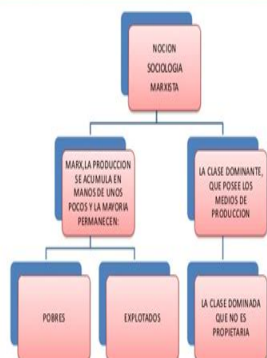 NOCION
SOCIOLOGIA
MARXISTA
MARX,LA PRODUCCION
SE ACUMULA EN
MANOS DE UNOS
POCOS Y LA MAYORIA
PERMANECEN:
LA CLASE DOMINANTE,
QUE POSEE LOS
MEDIOS DE
PRODUCCION
POBRES
EXPLOTADOS
LA CLASE DOMINADA
QUE NO ES
PROPIETARIA